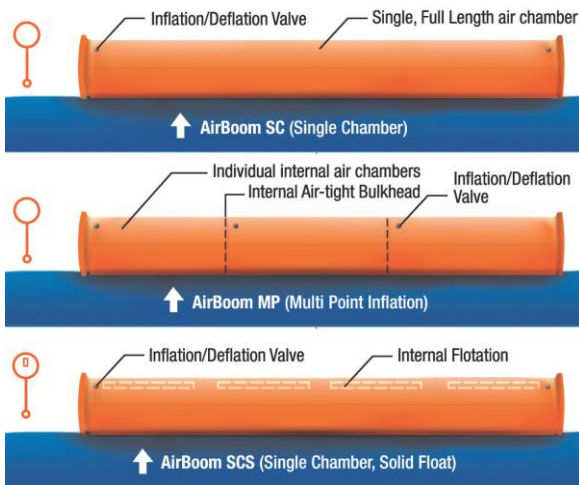 Inflation/Deflation Valve
Single, Full Length air chamber
AirBoom SC (Single Chamber)
Individual internal air chambers
Internal Air-tight Bulkhead
Inflation/Deflation
Valve
AirBoom MP (Multi Point Inflation)
Inflation/Deflation Valve
Internal Flotation
AirBoom SCS (Single Chamber, Solid Float)